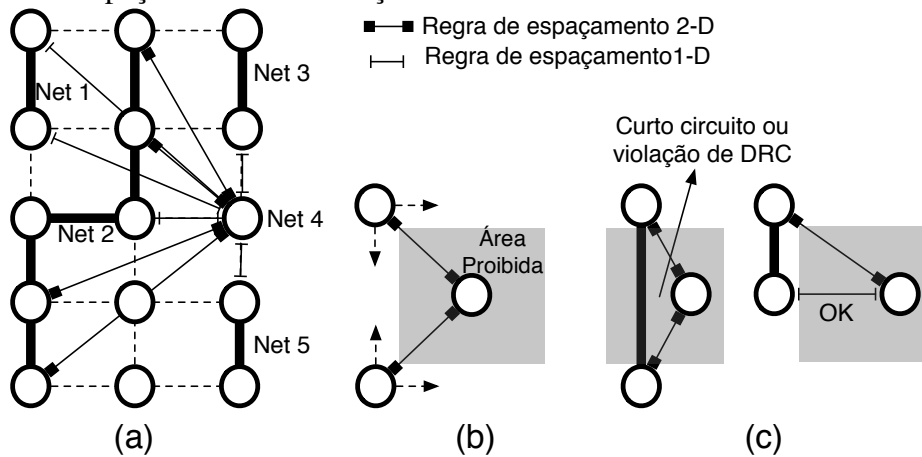 Regra de espaçamento 2-D
Regra de espaçamento1-D
Net 1
Net 3
Net 2
Net 4
Net 5
(a)
Área
Proibida
(b)
Curto circuito ou
violação de DRC
OK
(c)